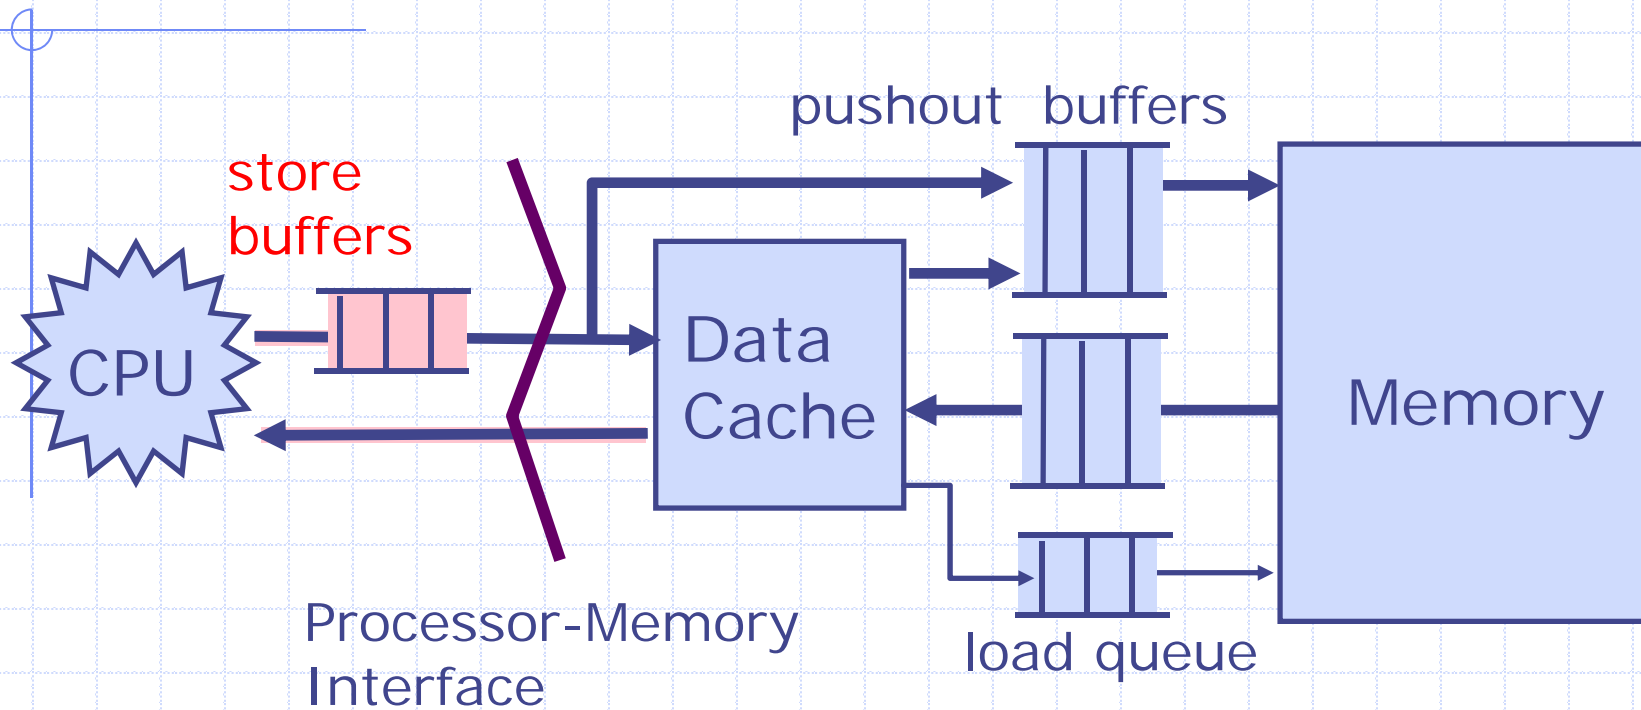 pushout buffers
store
buffers
CPU
Data
Cache
Memory
Processor-Memory
Interface
load queue